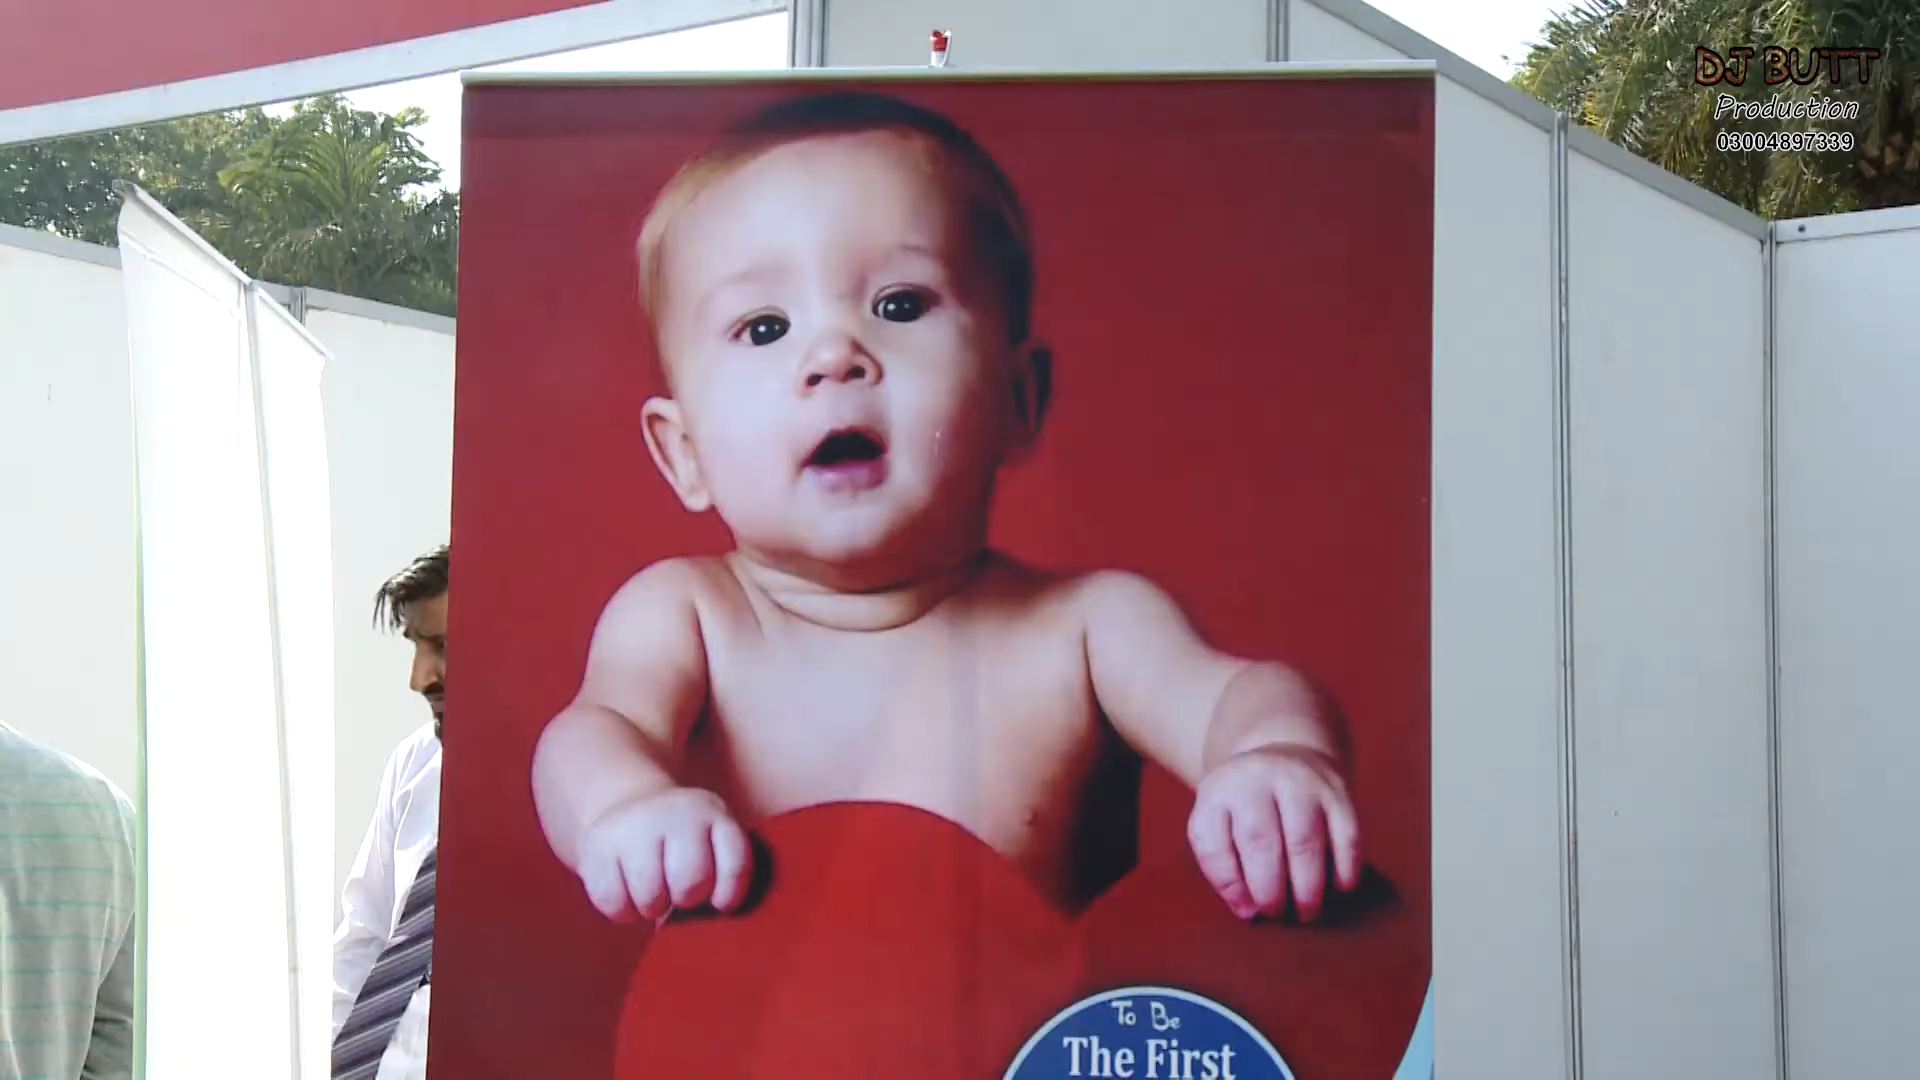 DJ BUTT
Production
03004897339
To Be
The First